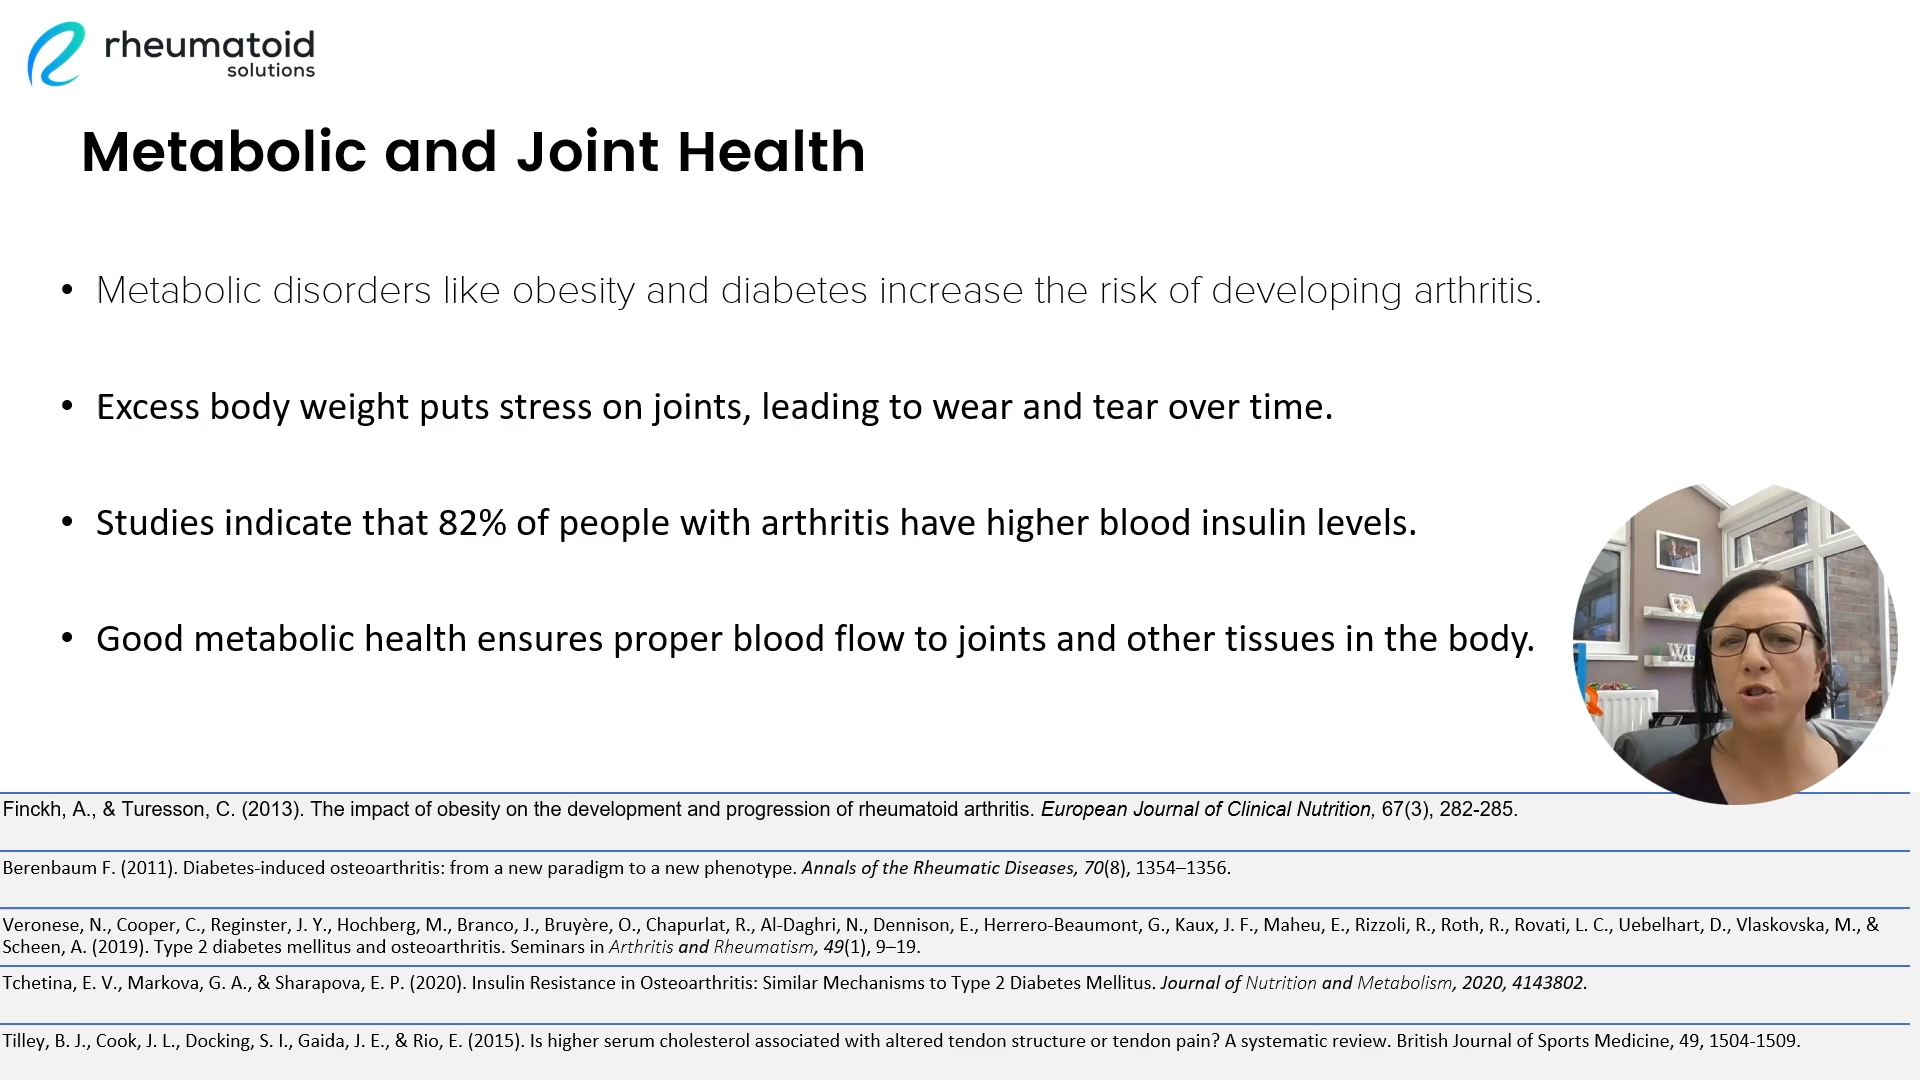 rheumatoid
solutions
Metabolic and Joint Health
• Metabolic disorders like obesity and diabetes increase the risk of developing arthritis.
• Excess body weight puts stress on joints, leading to wear and tear over time.
• Studies indicate that 82% of people with arthritis have higher blood insulin levels.
• Good metabolic health ensures proper blood flow to joints and other tissues in the body.
Finckh, A., & Turesson, C. (2013). The impact of obesity on the development and progression of rheumatoid arthritis. European Journal of Clinical Nutrition, 67(3), 282-285.
Berenbaum F. (2011). Diabetes-induced osteoarthritis: from a new paradigm to a new phenotype. Annals of the Rheumatic Diseases, 70(8), 1354–1356.
Veronese, N., Cooper, C., Reginster, J. Y., Hochberg, M., Branco, J., Bruyère, O., Chapurlat, R., Al-Daghri, N., Dennison, E., Herrero-Beaumont, G., Kaux, J. F., Maheu, E., Rizzoli, R., Roth, R., Rovati, L. C., Uebelhart, D., Vlaskovska, M., &
Scheen, A. (2019). Type 2 diabetes mellitus and osteoarthritis. Seminars in Arthritis and Rheumatism, 49(1), 9–19.
Tchetina, E. V., Markova, G. A., & Sharapova, E. P. (2020). Insulin Resistance in Osteoarthritis: Similar Mechanisms to Type 2 Diabetes Mellitus. Journal of Nutrition and Metabolism, 2020, 4143802.
Tilley, B. J., Cook, J. L., Docking, S. I., Gaida, J. E., & Rio, E. (2015). Is higher serum cholesterol associated with altered tendon structure or tendon pain? A systematic review. British Journal of Sports Medicine, 49, 1504-1509.